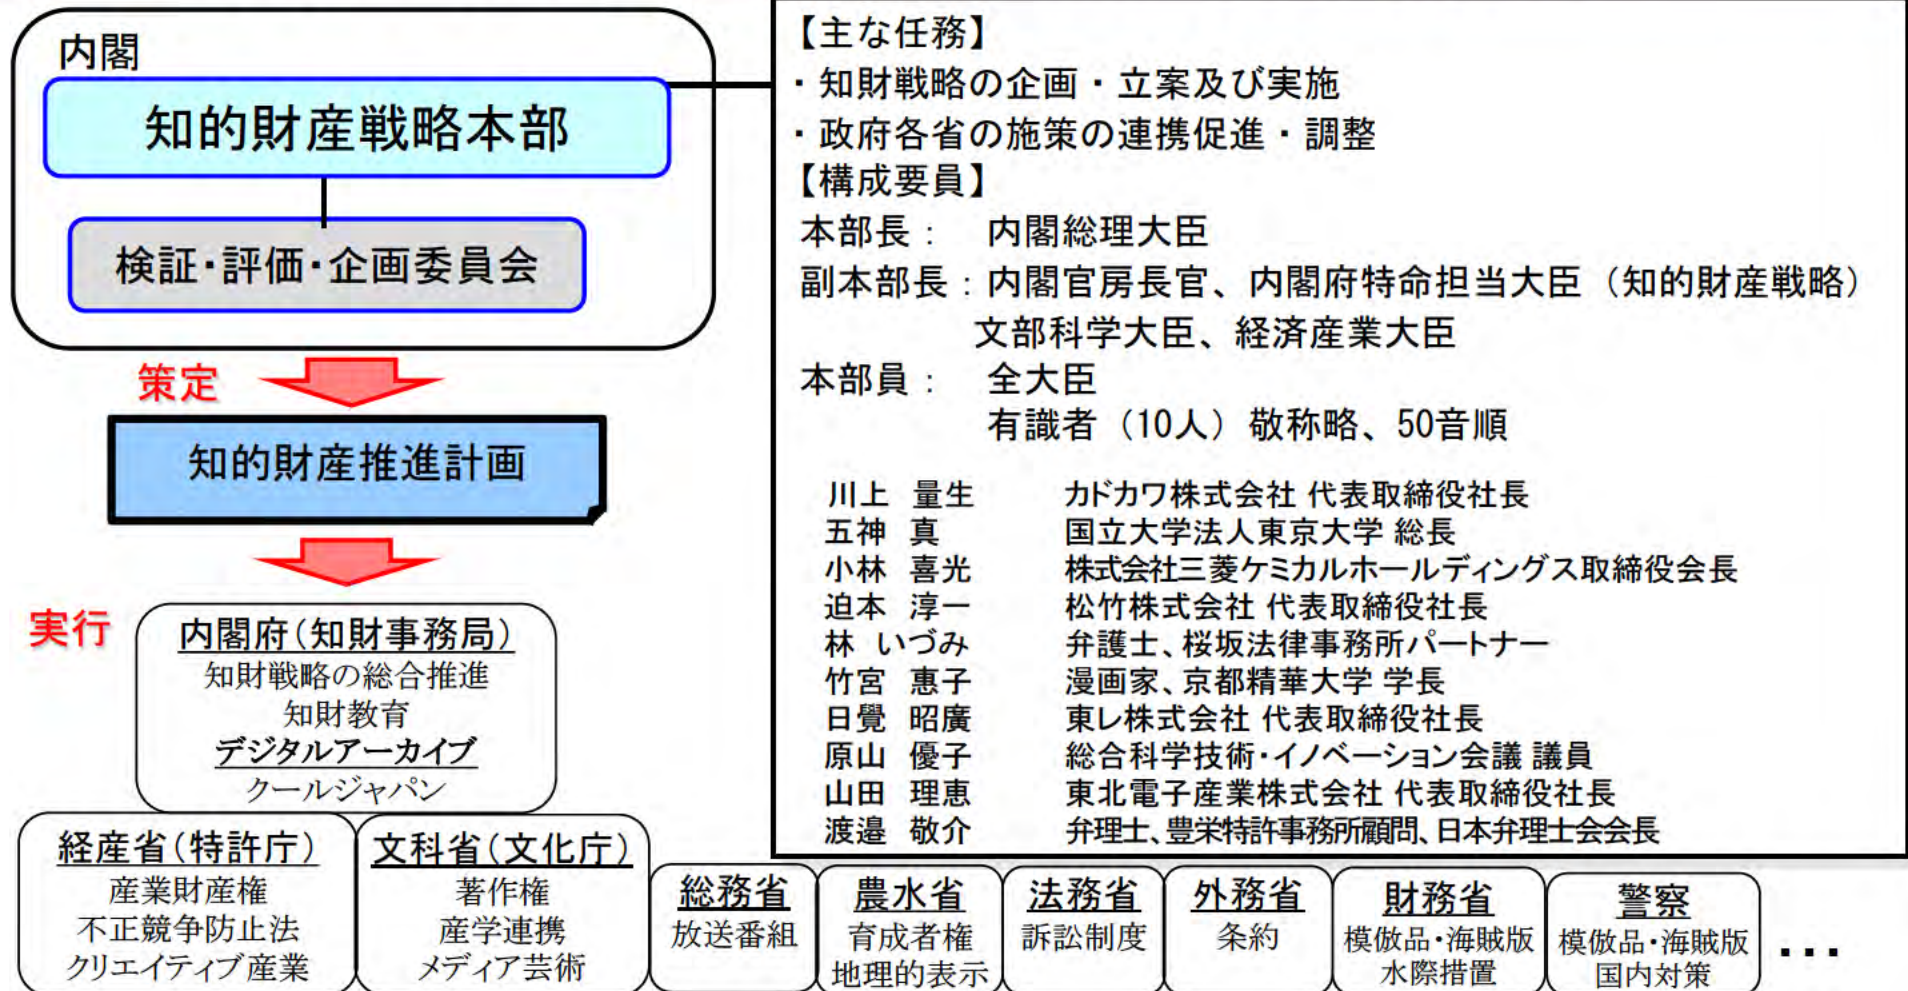 内閣
知的財産戦略本部
検証・評価・企画委員会
策定
知的財産推進計画
実行
内閣府(知財事務局)
知財戦略の総合推進
知財教育
デジタルアーカイブ
クールジャパン
【主な任務】
・知財戦略の企画・立案及び実施
・政府各省の施策の連携促進・調整
【構成要員】
本部長： 内閣総理大臣
副本部長：内閣官房長官、内閣府特命担当大臣（知的財産戦略）
文部科学大臣、経済産業大臣
本部員： 全大臣
有識者（10人）敬称略、50音順
川上 量生 カドカワ株式会社 代表取締役社長
五神 真 国立大学法人東京大学 総長
小林 喜光 株式会社三菱ケミカルホールディングス取締役会長
迫本 淳一 松竹株式会社 代表取締役社長
林 いづみ 弁護士、桜坂法律事務所パートナー
竹宮 惠子 漫画家、京都精華大学 学長
日覺 昭廣 東レ株式会社 代表取締役社長
原山 優子 総合科学技術・イノベーション会議 議員
山田 理恵 東北電子産業株式会社 代表取締役社長
渡邉 敬介 弁理士、豊栄特許事務所顧問、日本弁理士会会長
経産省(特許庁)
産業財産権
不正競争防止法
クリエイティブ産業
文科省(文化庁)
著作権
産学連携
メディア芸術
総務省
放送番組
農水省
育成者権
地理的表示
法務省
訴訟制度
外務省
条約
財務省
模倣品・海賊版
水際措置
警察
模倣品・海賊版
国内対策
・・・